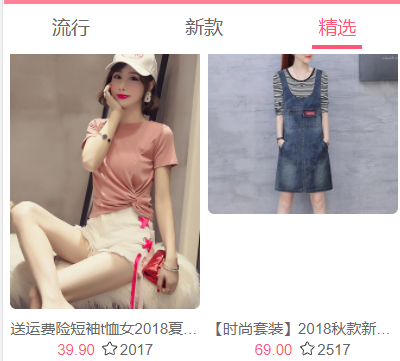 流行 新款 精选
送运费险短袖t恤女2018夏...
【时尚套装】2018秋款新...
39.90 ☆2017
69.00 ☆2517